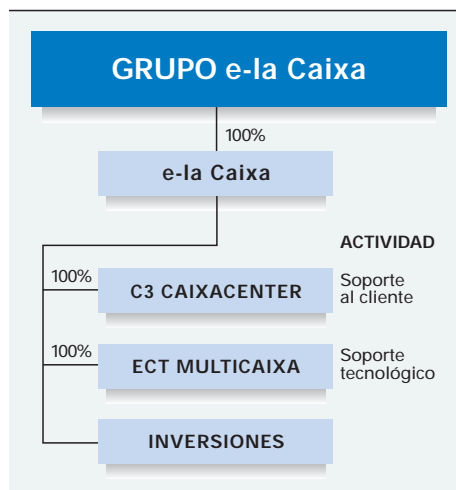 GRUPO e-la Caixa
100%
e-la Caixa
ACTIVIDAD
100%
C3 CAIXACENTER
Soporte
al cliente
100%
ECT MULTICAIXA
Soporte
tecnológico
INVERSIONES